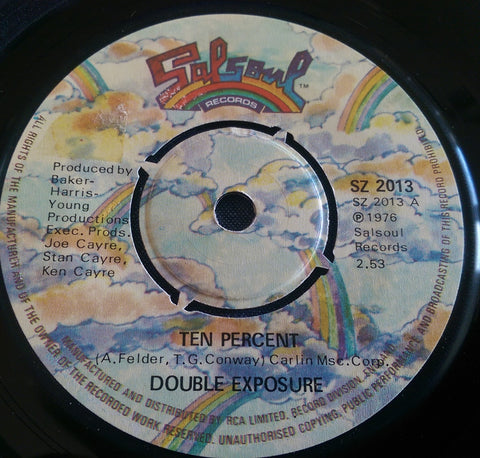 Salsoul™
RECORDS
Produced by
Baker-
Harris-
Young
Productions
Exec. Prods.
Joe Cayre,
Stan Cayre,
Ken Cayre
SZ 2013
SZ 2013 A
Ⓟ 1976
Salsoul
Records
2.53
TEN PERCENT
(A. Felder, T.G. Conway) Carlin Msc. Corp.
DOUBLE EXPOSURE
ALL RIGHTS OF THE MANUFACTURER AND OF THE OWNER OF THE RECORDED WORK RESERVED. UNAUTHORISED COPYING, PUBLIC PERFORMANCE AND BROADCASTING OF THIS RECORD PROHIBITED.
MANUFACTURED AND DISTRIBUTED BY RCA LIMITED, RECORD DIVISION,